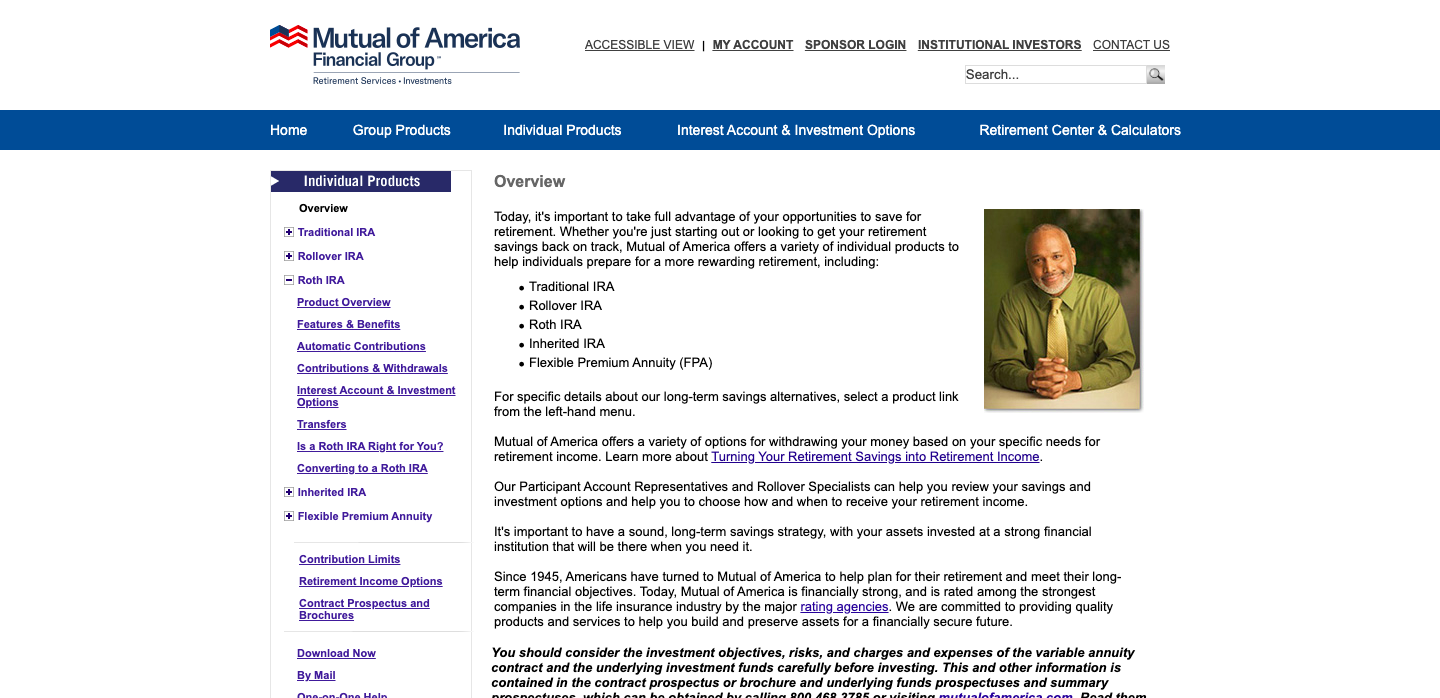 Mutual of America
Financial Group™
Retirement Services • Investments
ACCESSIBLE VIEW | MY ACCOUNT SPONSOR LOGIN INSTITUTIONAL INVESTORS CONTACT US
Search...
Home Group Products Individual Products Interest Account & Investment Options Retirement Center & Calculators
Individual Products
Overview
Traditional IRA
Rollover IRA
Roth IRA
Product Overview
Features & Benefits
Automatic Contributions
Contributions & Withdrawals
Interest Account & Investment
Options
Transfers
Is a Roth IRA Right for You?
Converting to a Roth IRA
Inherited IRA
Flexible Premium Annuity
Contribution Limits
Retirement Income Options
Contract Prospectus and
Brochures
Download Now
By Mail
One-on-One Help
Overview
Today, it's important to take full advantage of your opportunities to save for
retirement. Whether you're just starting out or looking to get your retirement
savings back on track, Mutual of America offers a variety of individual products to
help individuals prepare for a more rewarding retirement, including:
• Traditional IRA
• Rollover IRA
• Roth IRA
• Inherited IRA
• Flexible Premium Annuity (FPA)
For specific details about our long-term savings alternatives, select a product link
from the left-hand menu.
Mutual of America offers a variety of options for withdrawing your money based on your specific needs for
retirement income. Learn more about Turning Your Retirement Savings into Retirement Income.
Our Participant Account Representatives and Rollover Specialists can help you review your savings and
investment options and help you to choose how and when to receive your retirement income.
It's important to have a sound, long-term savings strategy, with your assets invested at a strong financial
institution that will be there when you need it.
Since 1945, Americans have turned to Mutual of America to help plan for their retirement and meet their long-
term financial objectives. Today, Mutual of America is financially strong, and is rated among the strongest
companies in the life insurance industry by the major rating agencies. We are committed to providing quality
products and services to help you build and preserve assets for a financially secure future.
You should consider the investment objectives, risks, and charges and expenses of the variable annuity
contract and the underlying investment funds carefully before investing. This and other information is
contained in the contract prospectus or brochure and underlying funds prospectuses and summary
prospectuses, which can be obtained by calling 800.468.3785 or visiting mutualofamerica.com. Read them